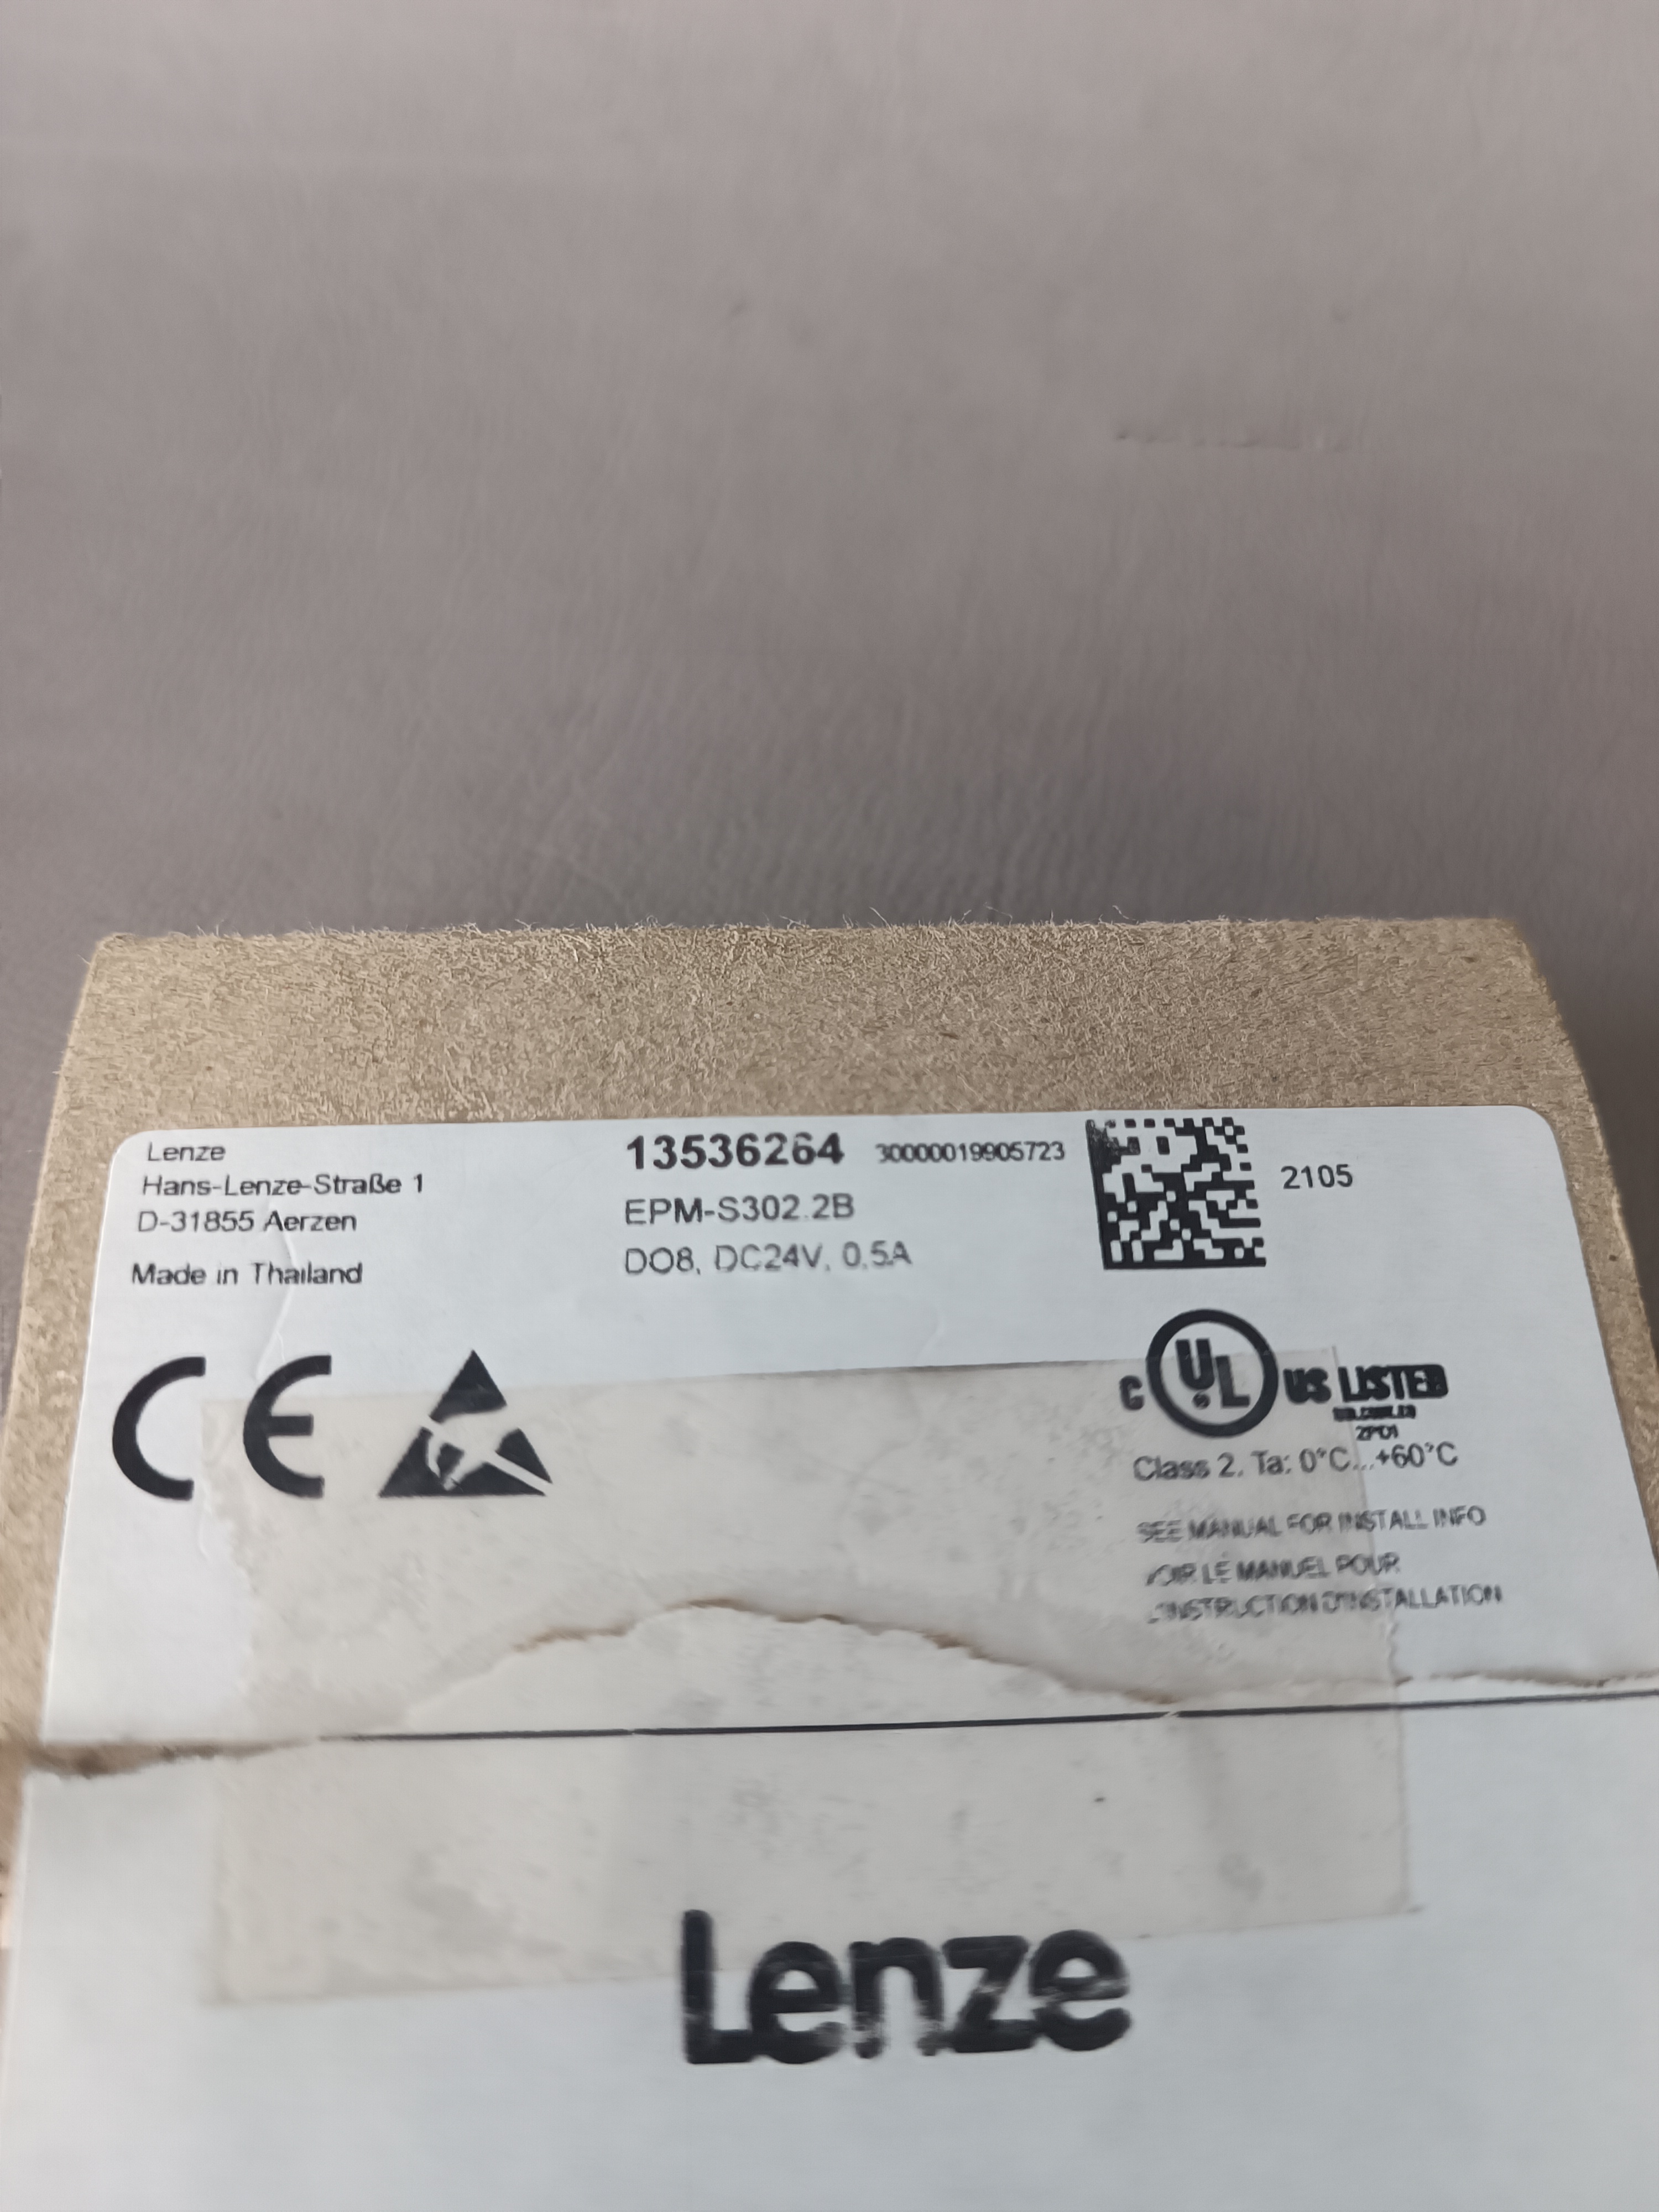 Lenze
Hans-Lenze-Straße 1
D-31855 Aerzen
Made in Thailand
13536264 30000019905723
EPM-S302.2B
DO8, DC24V, 0,5A
2105
CE
C UL US LISTED
Class 2, Ta: 0°C...+60°C
SEE MANUAL FOR INSTALL INFO
VOIR LE MANUEL POUR
L'INSTRUCTION D'INSTALLATION
Lenze